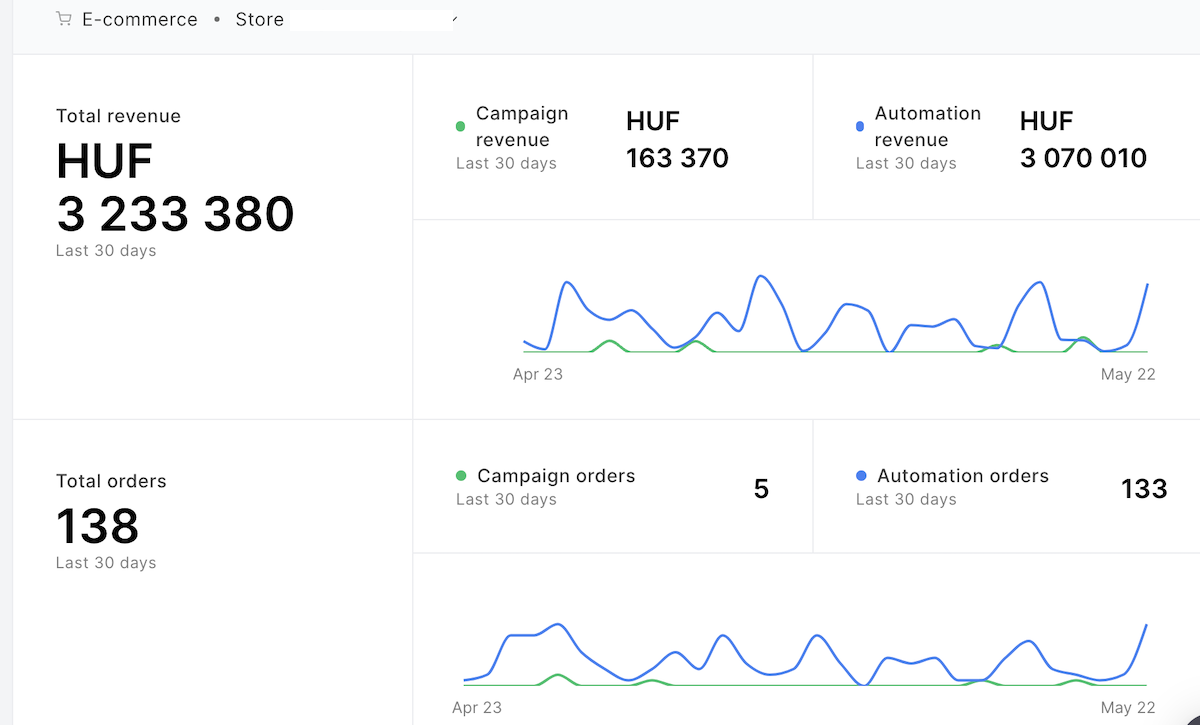 E-commerce • Store
Total revenue
HUF
3 233 380
Last 30 days
Campaign
revenue
Last 30 days
HUF
163 370
Automation
revenue
Last 30 days
HUF
3 070 010
Apr 23
May 22
Total orders
138
Last 30 days
Campaign orders
Last 30 days
5
Automation orders
Last 30 days
133
Apr 23
May 22